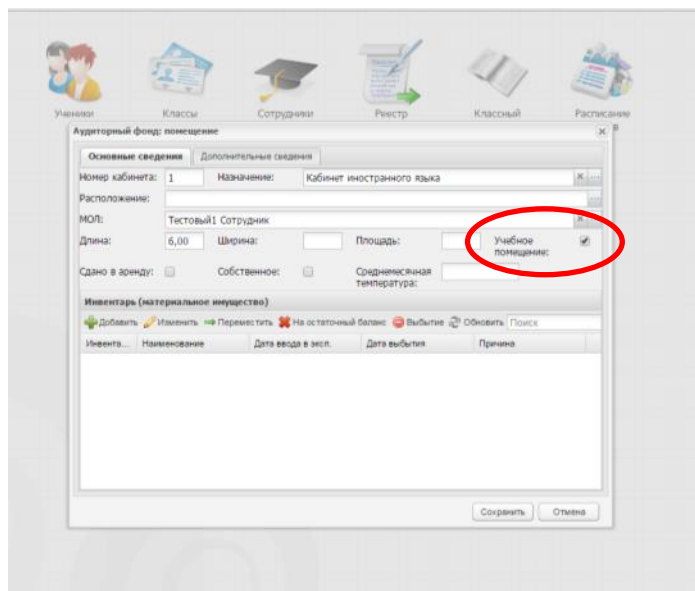 Ученики Классы Сотрудники Реестр Классный Расписание
Аудиторный фонд: помещение
Основные сведения Дополнительные сведения
Номер кабинета: 1 Назначение: Кабинет иностранного языка
Расположение:
МОЛ: Тестовый1 Сотрудник
Длина: 6,00 Ширина: Площадь: Учебное
помещение:
Сдано в аренду: Собственное: Среднемесячная
температура:
Инвентарь (материальное имущество)
Добавить Изменить Переместить На остаточный баланс Выбытие Обновить Поиск
Инвента... Наименование Дата ввода в эксп. Дата выбытия Причина
Сохранить Отмена